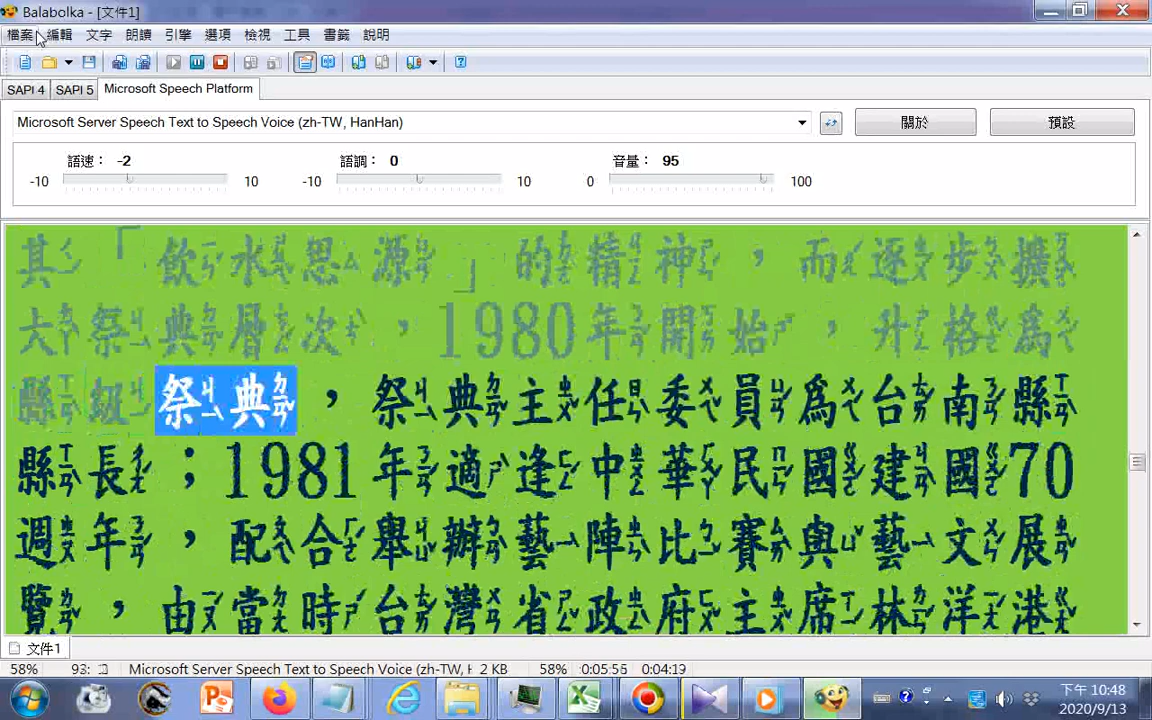 Balabolka - [文件1]
檔案 編輯 文字 朗讀 引擎 選項 檢視 工具 書籤 說明
SAPI 4 SAPI 5 Microsoft Speech Platform
Microsoft Server Speech Text to Speech Voice (zh-TW, HanHan) 關於 預設
語速： -2 語調： 0 音量： 95
-10 10 -10 10 0 100
其「飲水思源」的精神，而逐步擴
大祭典層次，1980年開始，升格為
縣級祭典，祭典主任委員為台南縣
縣長；1981年適逢中華民國建國70
週年，配合舉辦藝陣比賽與藝文展
覽，由當時台灣省政府主席林洋港
文件1
58% 93: Microsoft Server Speech Text to Speech Voice (zh-TW, H 2 KB 58% 0:05:56 0:04:19
下午 10:48
2020/9/13